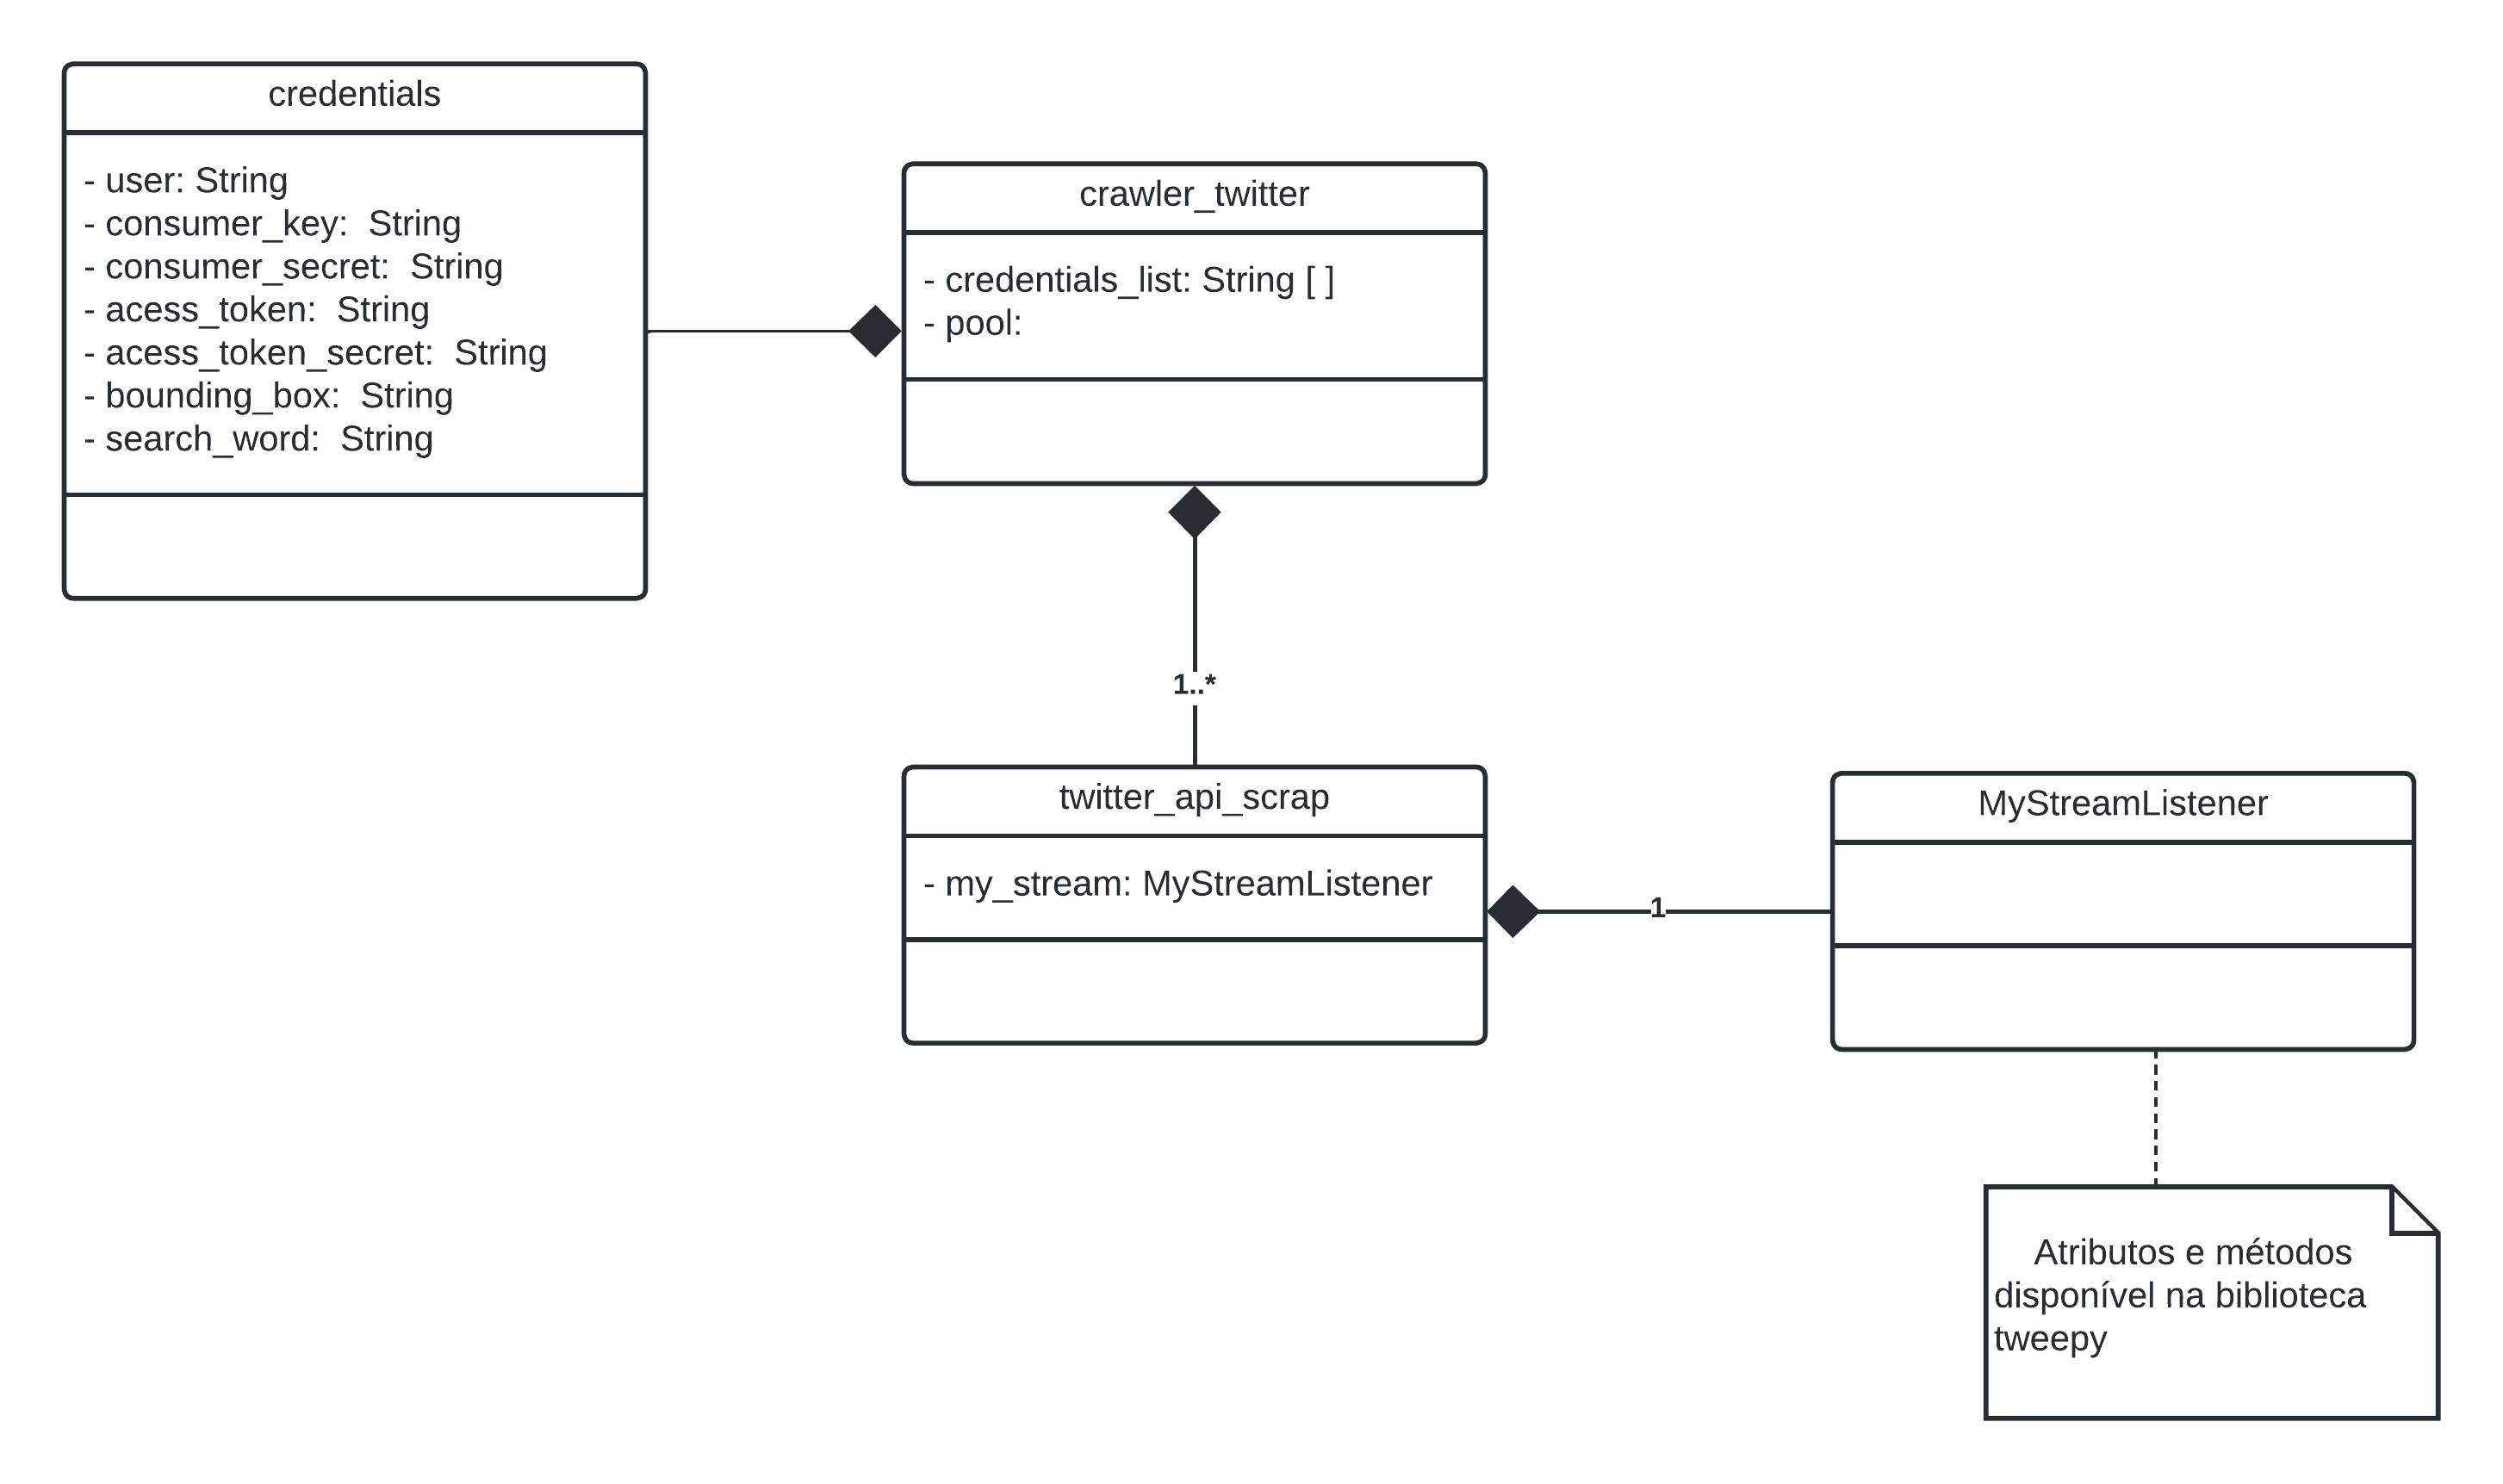 credentials
- user: String
- consumer_key:  String
- consumer_secret:  String
- acess_token:  String
- acess_token_secret:  String
- bounding_box:  String
- search_word:  String
crawler_twitter
- credentials_list: String [ ]
- pool:
1..*
twitter_api_scrap
- my_stream: MyStreamListener
1
MyStreamListener
Atributos e métodos
disponível na biblioteca
tweepy